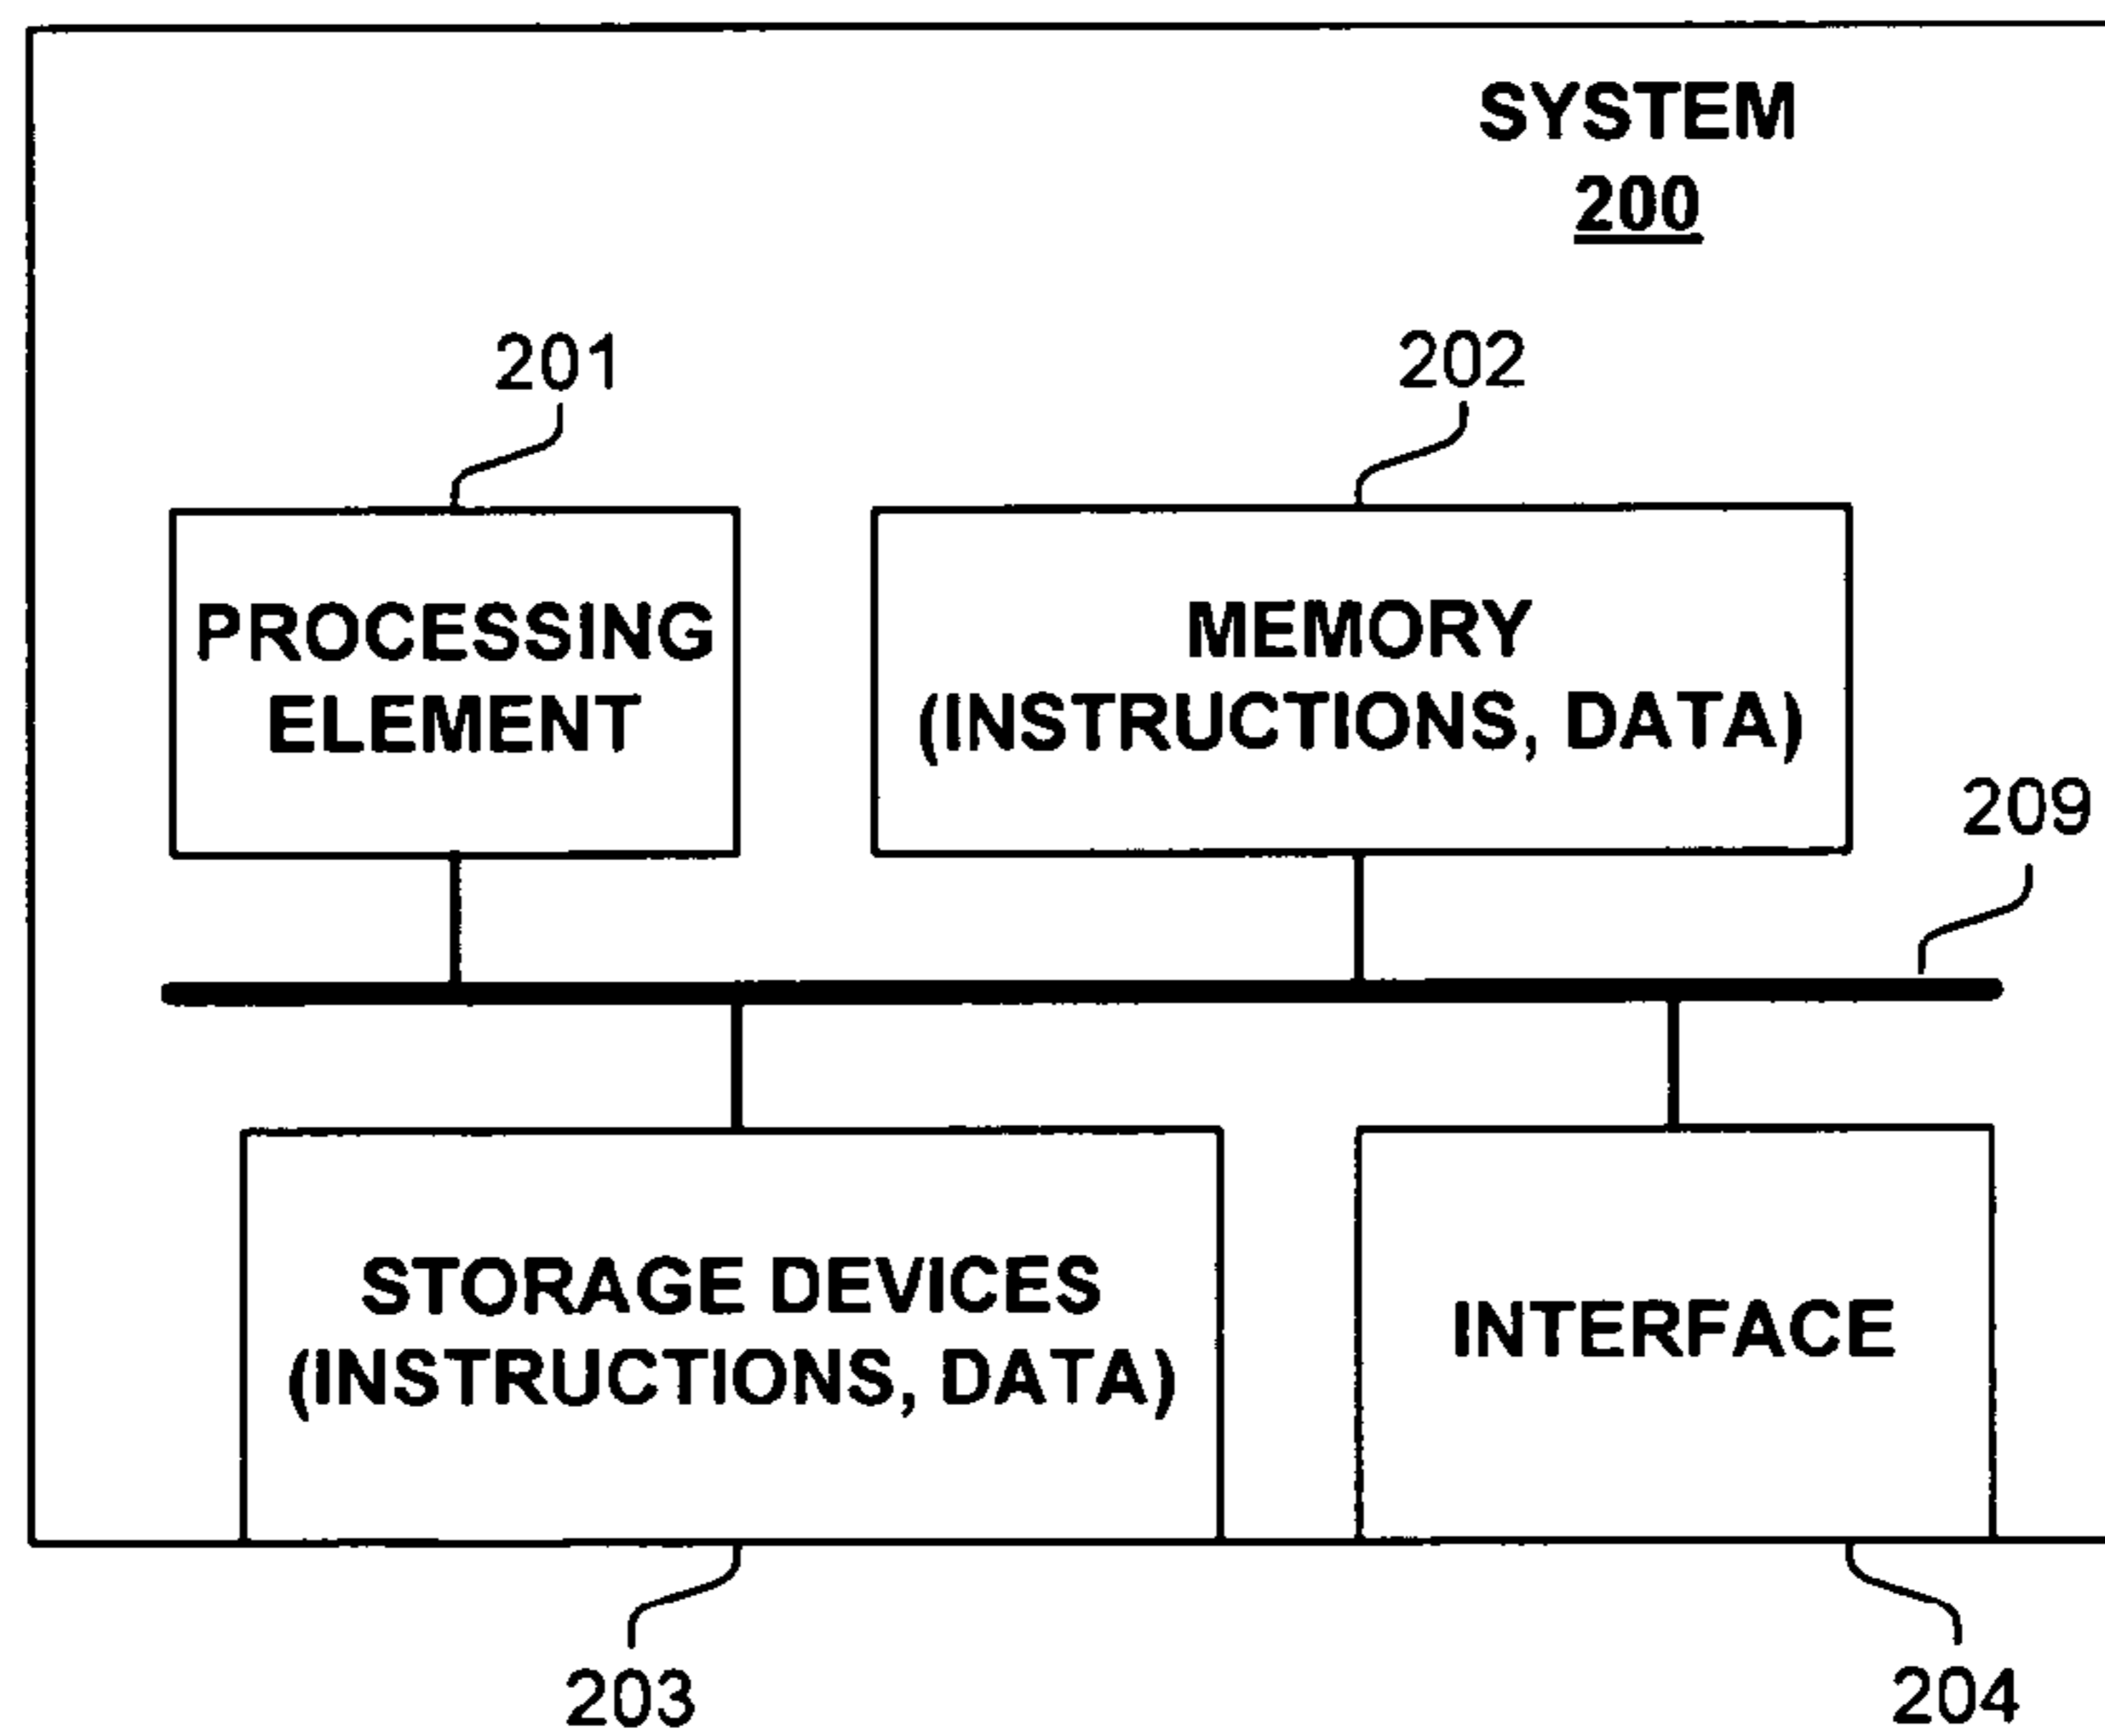 SYSTEM
200
201
202
PROCESSING
ELEMENT
MEMORY
(INSTRUCTIONS, DATA)
209
STORAGE DEVICES
(INSTRUCTIONS, DATA)
INTERFACE
203
204